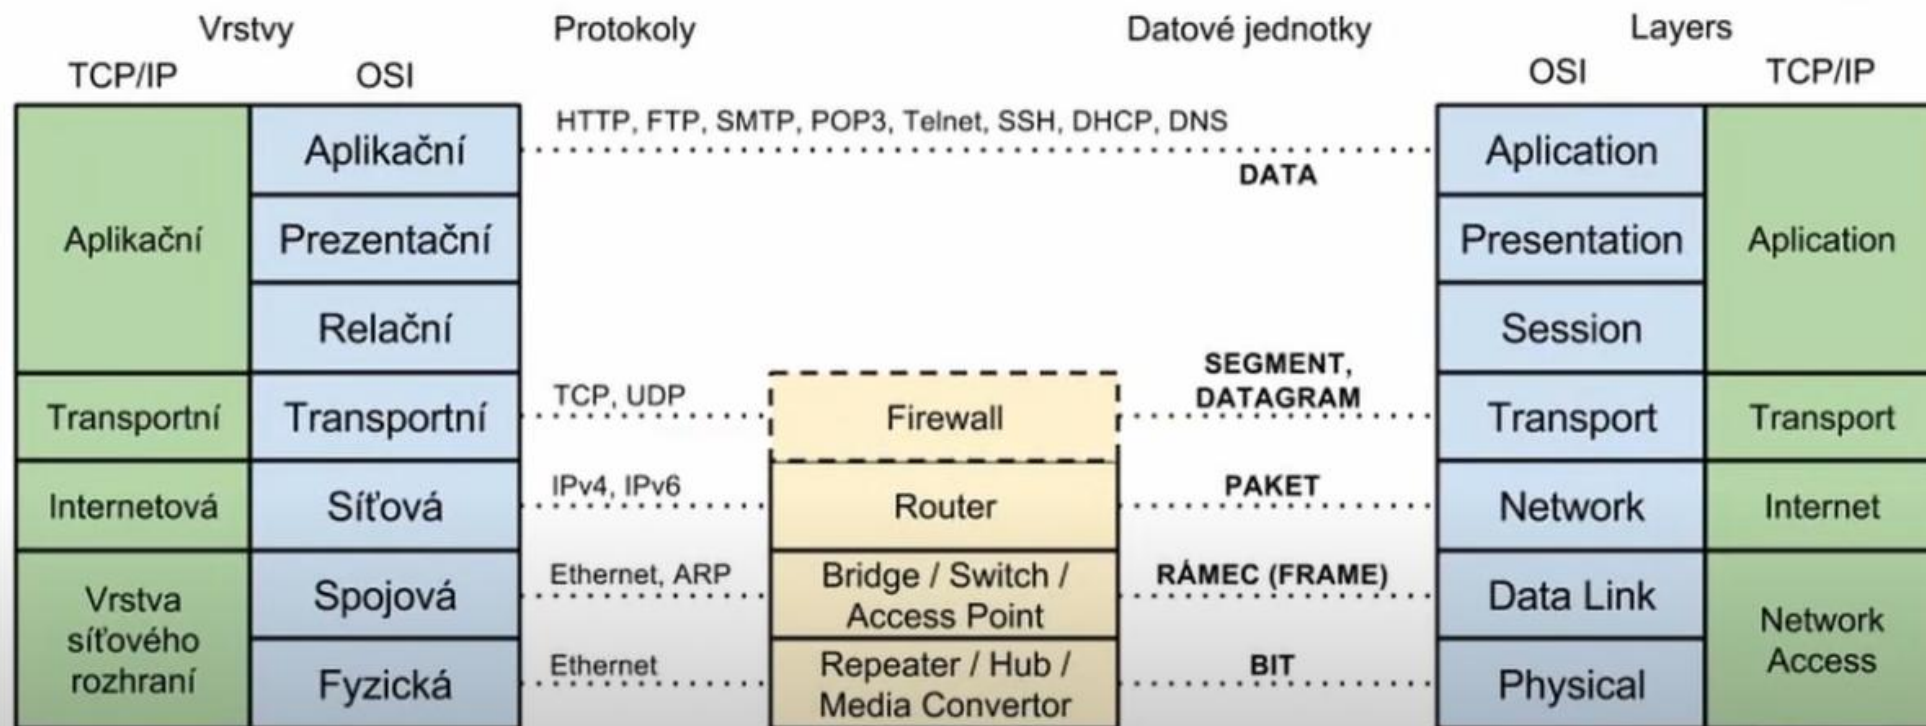 Vrstvy Protokoly Datové jednotky Layers
TCP/IP OSI OSI TCP/IP
HTTP, FTP, SMTP, POP3, Telnet, SSH, DHCP, DNS
Aplikační Aplication
DATA
Aplikační Prezentační Presentation Aplication
Relační Session
SEGMENT,
DATAGRAM
TCP, UDP
Transportní Transportní Firewall Transport Transport
IPv4, IPv6 PAKET
Internetová Síťová Router Network Internet
Ethernet, ARP Bridge / Switch / RÁMEC (FRAME)
Access Point
Spojová Data Link
Vrstva
síťového
rozhraní
Network
Access
Ethernet Repeater / Hub / BIT
Media Convertor
Fyzická Physical